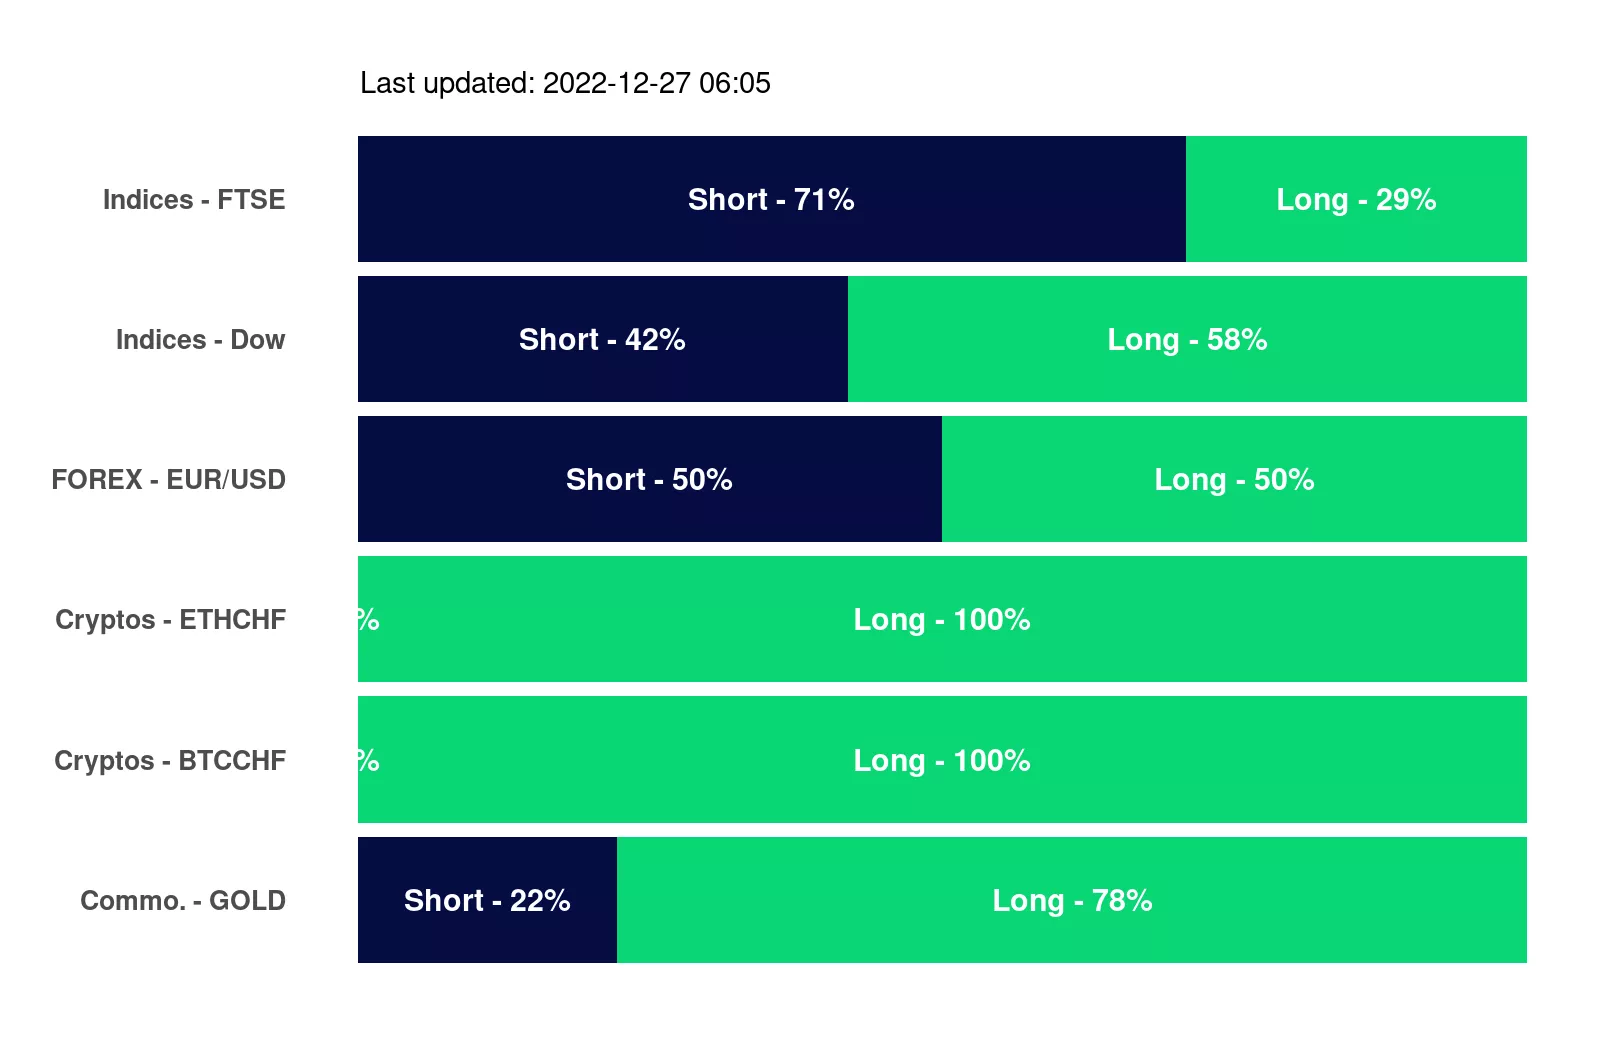 Last updated: 2022-12-27 06:05
Indices - FTSE Short - 71% Long - 29%
Indices - Dow Short - 42% Long - 58%
FOREX - EUR/USD Short - 50% Long - 50%
Cryptos - ETHCHF % Long - 100%
Cryptos - BTCCHF % Long - 100%
Commo. - GOLD Short - 22% Long - 78%